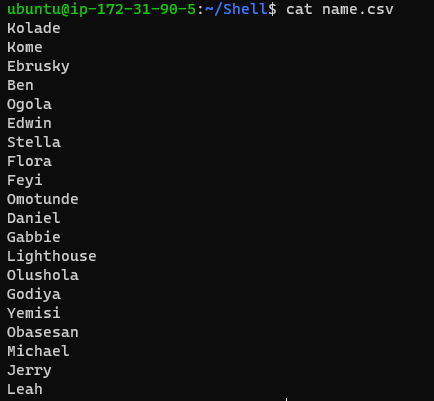 ubuntu@ip-172-31-90-5:~/Shell$ cat name.csv
Kolade
Kome
Ebrusky
Ben
Ogola
Edwin
Stella
Flora
Feyi
Omotunde
Daniel
Gabbie
Lighthouse
Olushola
Godiya
Yemisi
Obasesan
Michael
Jerry
Leah